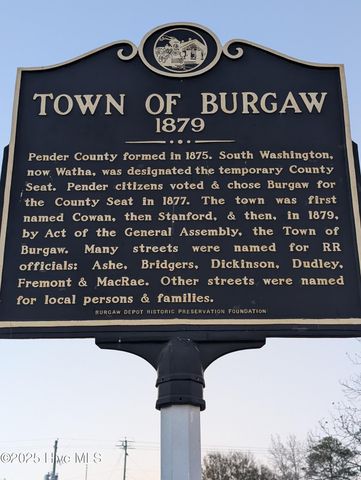 TOWN OF BURGAW
1879
Pender County formed in 1875. South Washington,
now Watha, was designated the temporary County
Seat. Pender citizens voted & chose Burgaw for
the County Seat in 1877. The town was first
named Cowan, then Stanford, & then, in 1879,
by Act of the General Assembly, the Town of
Burgaw. Many streets were named for RR
officials: Ashe, Bridgers, Dickinson, Dudley,
Fremont & MacRae. Other streets were named
for local persons & families.
BURGAW DEPOT HISTORIC PRESERVATION FOUNDATION
©2025 Hive MLS